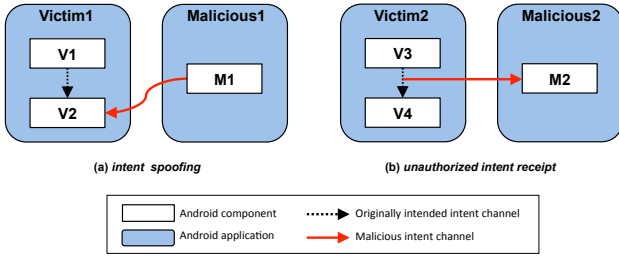 Victim1 Malicious1 Victim2 Malicious2
V1 V3
M1 M2
V2 V4
(a) intent spoofing (b) unauthorized intent receipt
Android component Originally intended intent channel
Android application Malicious intent channel